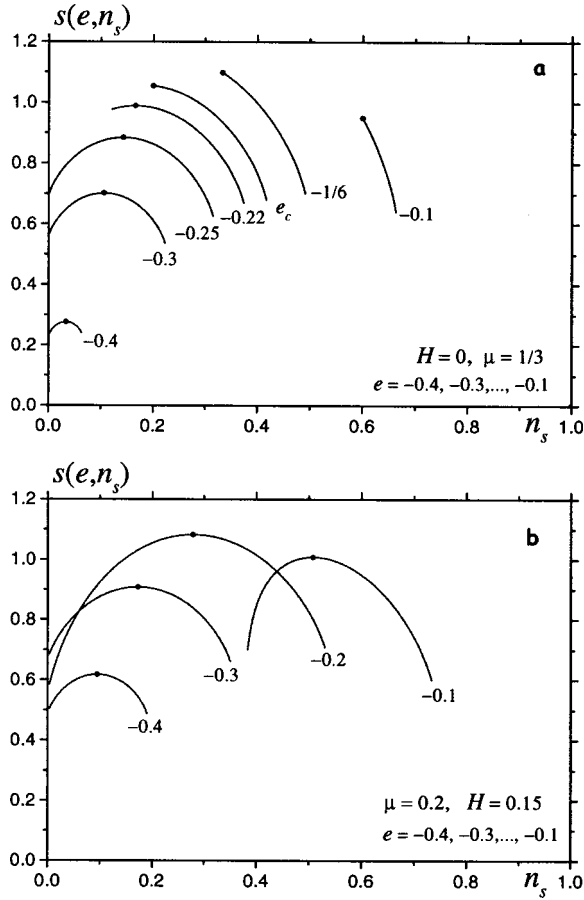 s(e,n_s)
a
1.2
1.0
0.8
0.6
0.4
0.2
0.0
−0.4
−0.3
−0.25
−0.22
e_c
−1/6
−0.1
H = 0, μ = 1/3
e = −0.4, −0.3,..., −0.1
0.0 0.2 0.4 0.6 0.8 1.0
n_s
s(e,n_s)
b
1.2
1.0
0.8
0.6
0.4
0.2
0.0
−0.4
−0.3
−0.2
−0.1
μ = 0.2, H = 0.15
e = −0.4, −0.3,..., −0.1
0.0 0.2 0.4 0.6 0.8 1.0
n_s